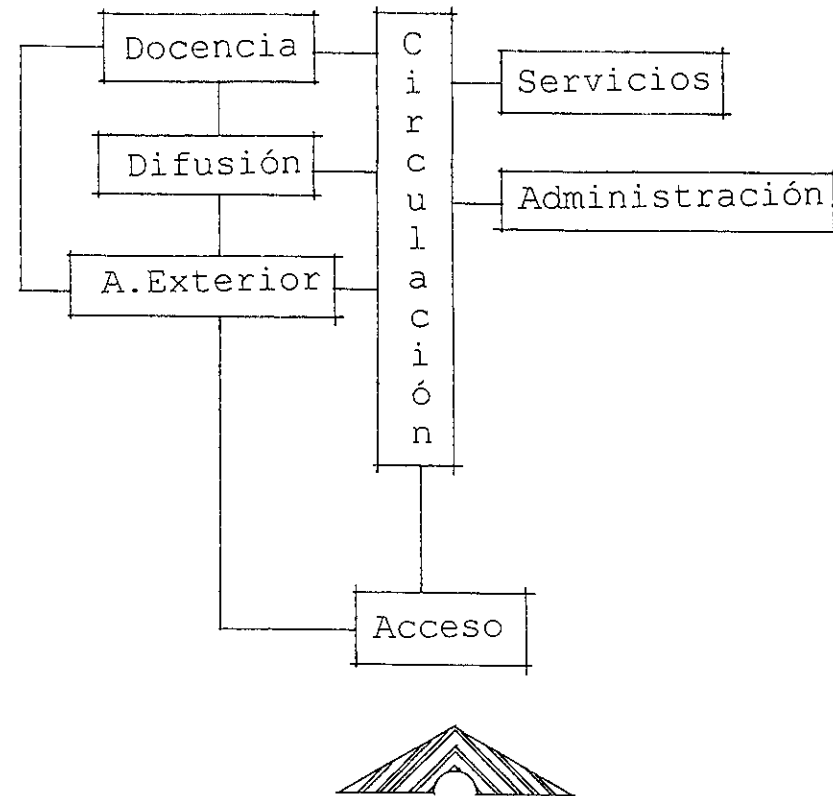 Docencia
Circulación
Servicios
Difusión
Administración
A.Exterior
Acceso